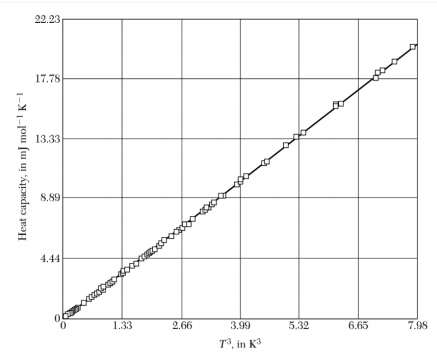 22.23
17.78
13.33
8.89
4.44
0
Heat capacity, in mJ mol−1 K−1
0 1.33 2.66 3.99 5.32 6.65 7.98
T3, in K3